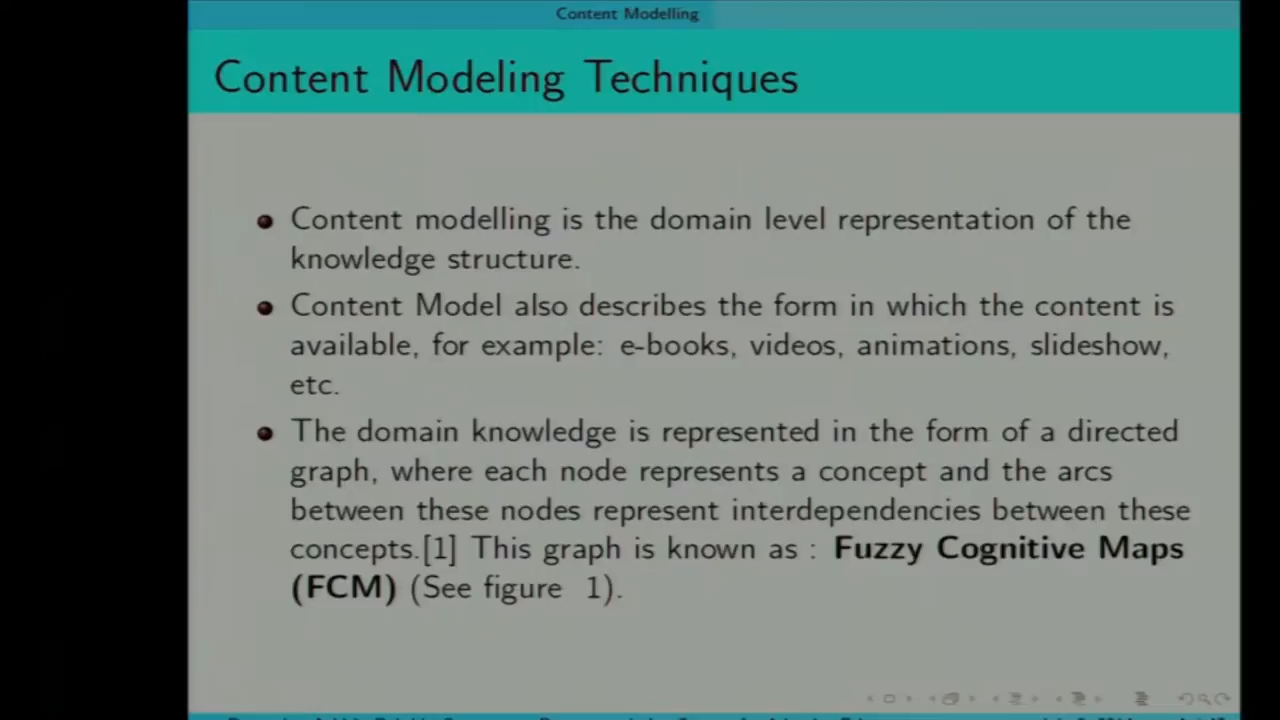 Content Modelling
Content Modeling Techniques
Content modelling is the domain level representation of the
knowledge structure.
Content Model also describes the form in which the content is
available, for example: e-books, videos, animations, slideshow,
etc.
The domain knowledge is represented in the form of a directed
graph, where each node represents a concept and the arcs
between these nodes represent interdependencies between these
concepts.[1] This graph is known as : Fuzzy Cognitive Maps
(FCM) (See figure 1).